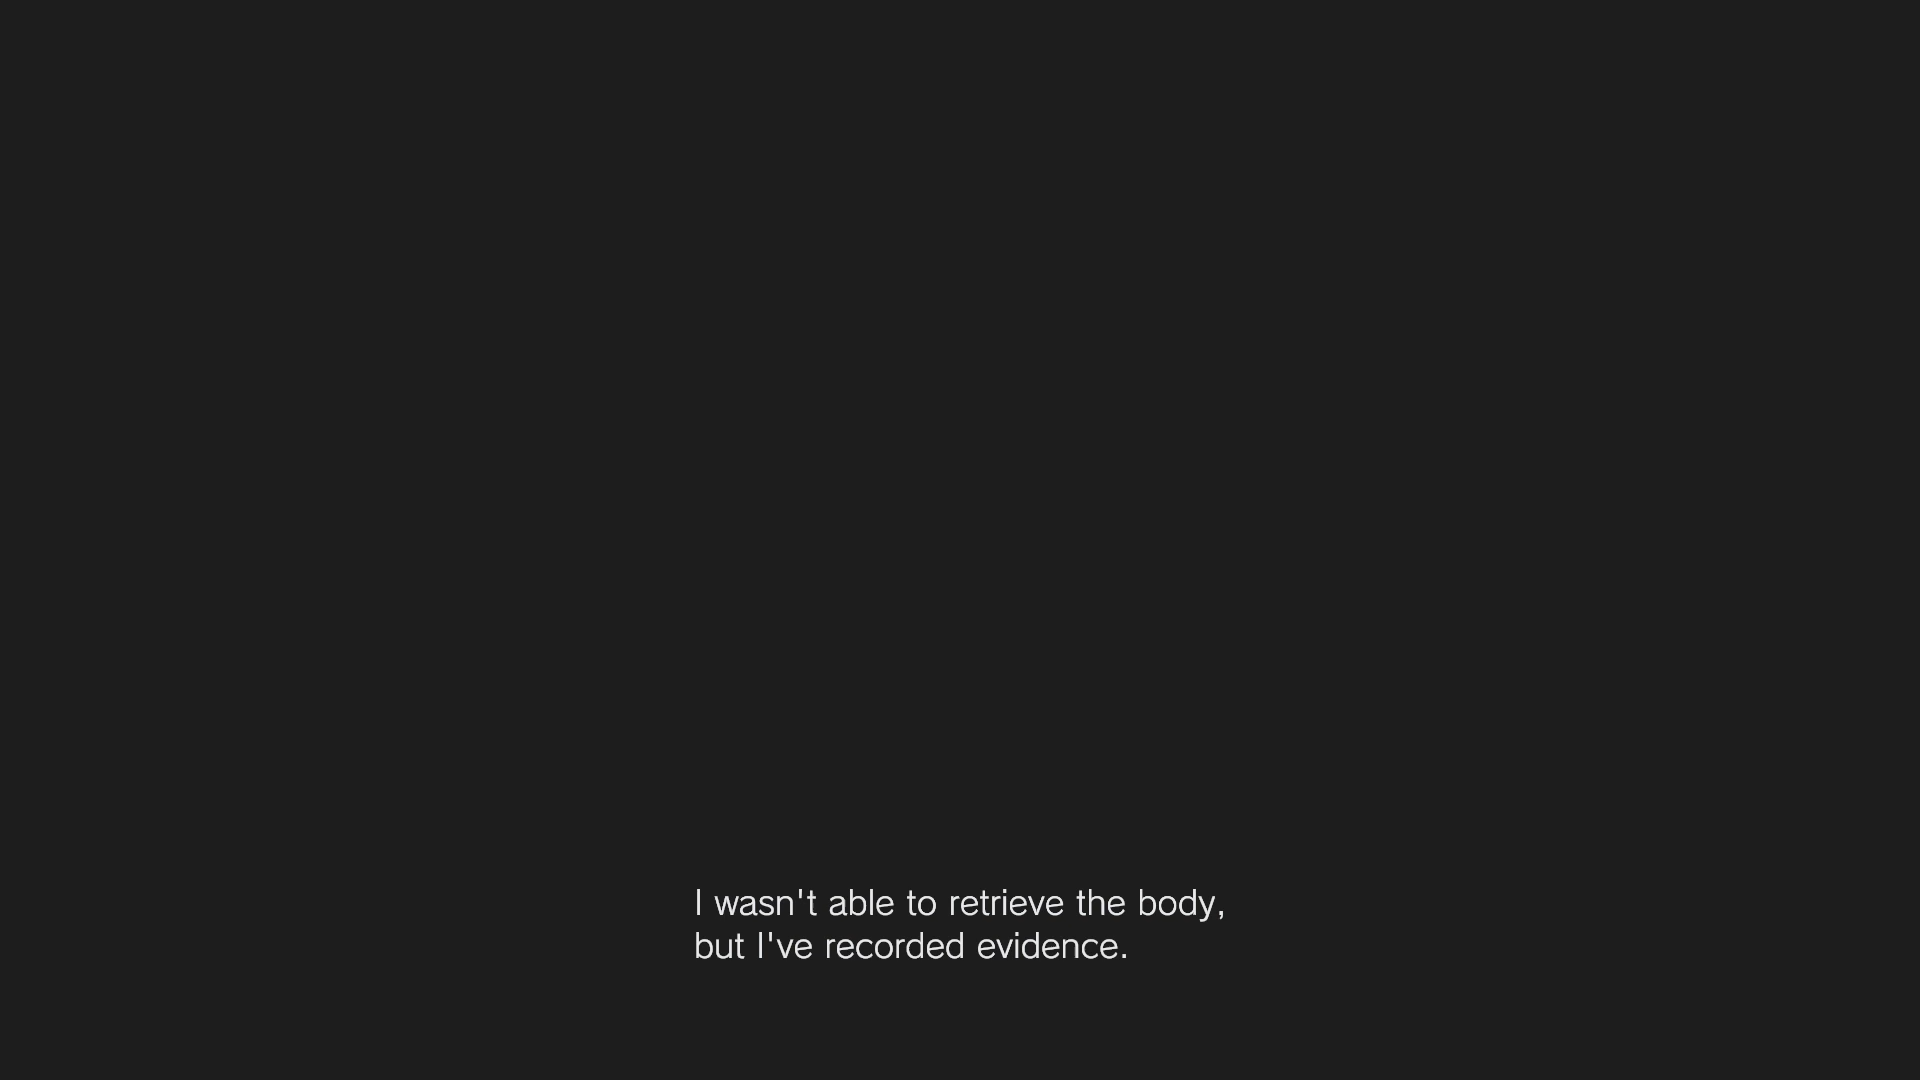 I wasn't able to retrieve the body,
but I've recorded evidence.